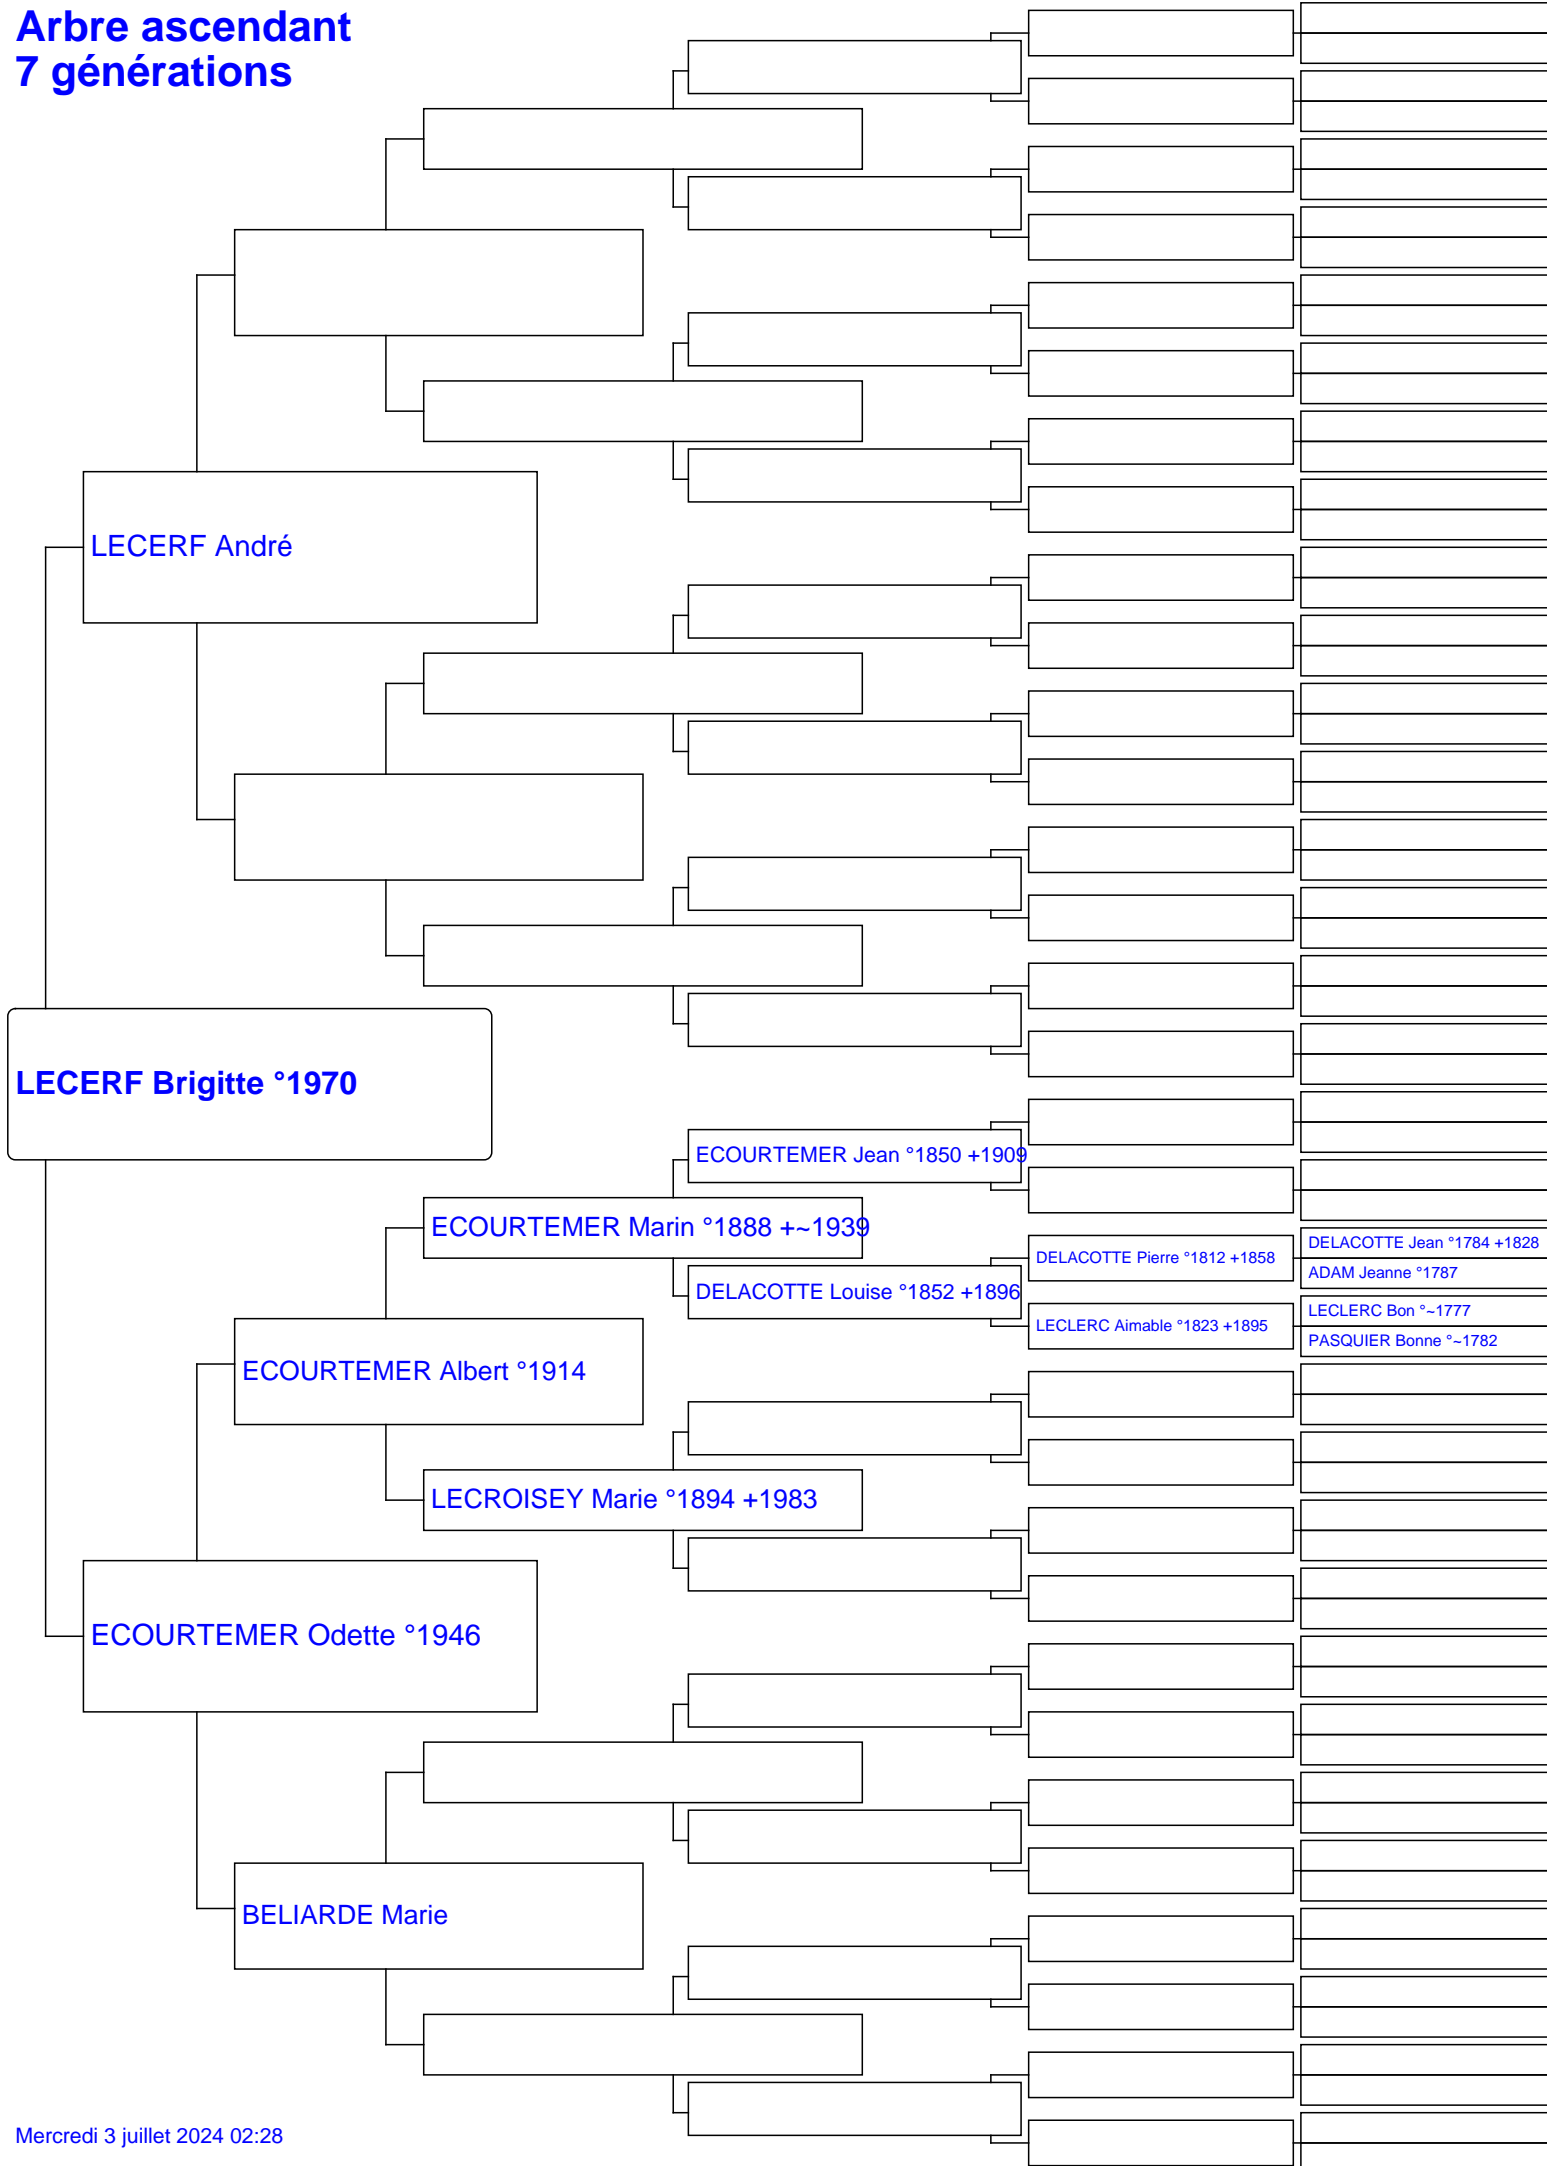 Arbre ascendant
7 générations
LECERF André
LECERF Brigitte °1970
ECOURTEMER Jean °1850 +1909
ECOURTEMER Marin °1888 +~1939
DELACOTTE Pierre °1812 +1858
DELACOTTE Jean °1784 +1828
ADAM Jeanne °1787
DELACOTTE Louise °1852 +1896
LECLERC Aimable °1823 +1895
LECLERC Bon °~1777
PASQUIER Bonne °~1782
ECOURTEMER Albert °1914
LECROISEY Marie °1894 +1983
ECOURTEMER Odette °1946
BELIARDE Marie
Mercredi 3 juillet 2024 02:28